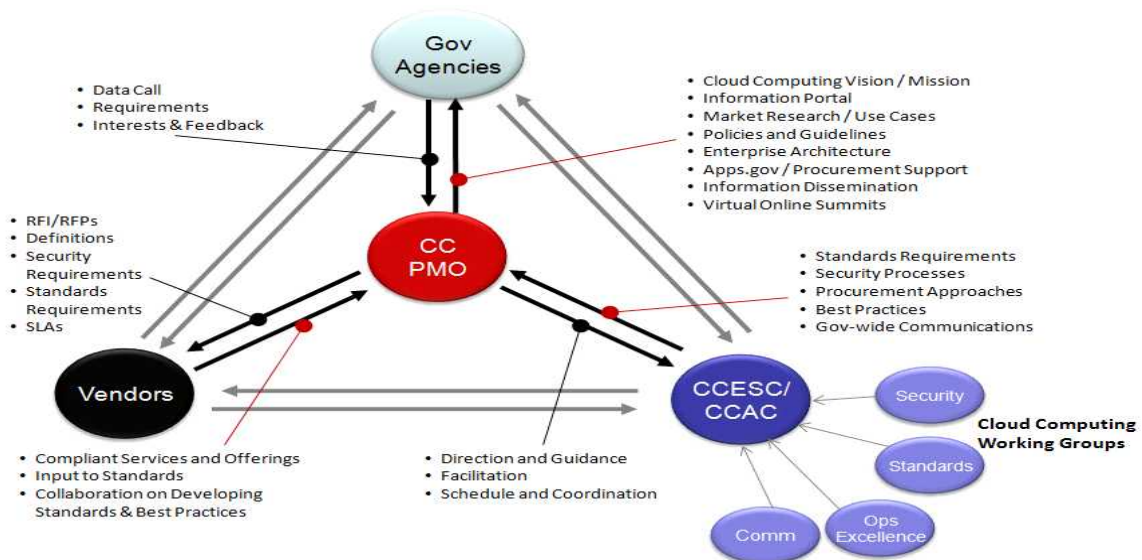 Gov
Agencies
• Data Call
• Requirements
• Interests & Feedback
• Cloud Computing Vision / Mission
• Information Portal
• Market Research / Use Cases
• Policies and Guidelines
• Enterprise Architecture
• Apps.gov / Procurement Support
• Information Dissemination
• Virtual Online Summits
• RFI/RFPs
• Definitions
• Security
Requirements
• Standards
Requirements
• SLAs
CC
PMO
• Standards Requirements
• Security Processes
• Procurement Approaches
• Best Practices
• Gov-wide Communications
Vendors
CCESC/
CCAC
Security
Cloud Computing
Working Groups
Standards
Ops
Excellence
Comm
• Compliant Services and Offerings
• Input to Standards
• Collaboration on Developing
Standards & Best Practices
• Direction and Guidance
• Facilitation
• Schedule and Coordination